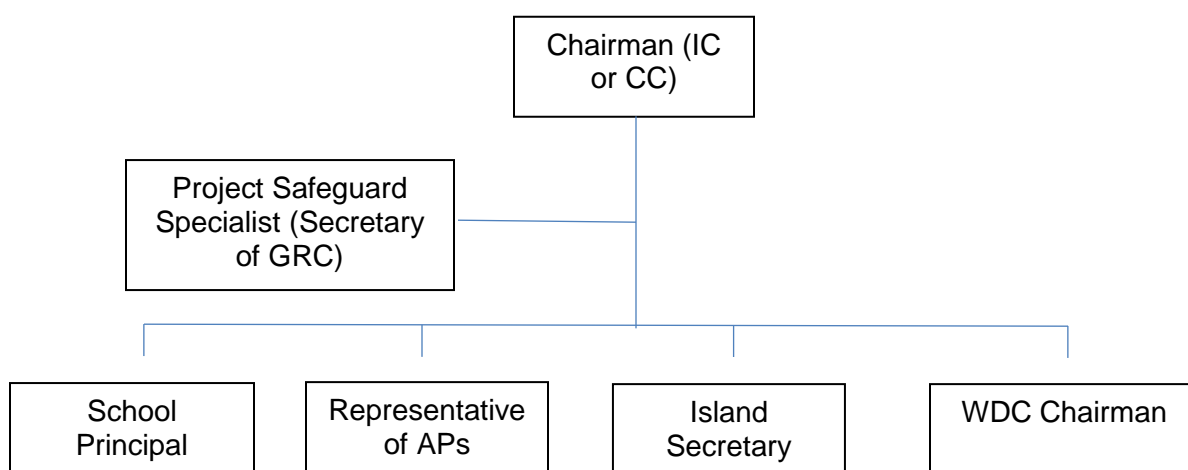 Chairman (IC
or CC)
Project Safeguard
Specialist (Secretary
of GRC)
School
Principal
Representative
of APs
Island
Secretary
WDC Chairman